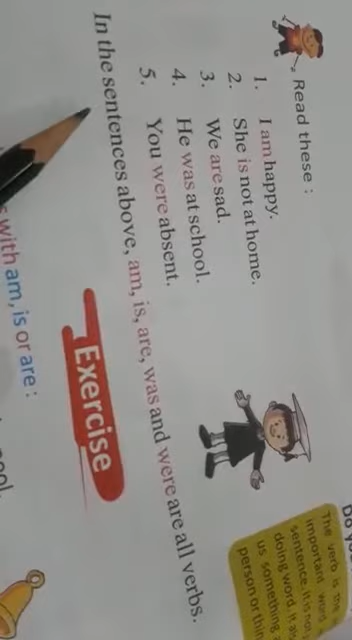 Read these :
1. I am happy.
2. She is not at home.
3. We are sad.
4. He was at school.
5. You were absent.
In the sentences above, am, is, are, was and were are all verbs.
The verb is the
important word
sentence. It is not
doing word. It a
us something
person or thi
Exercise
with am, is or are :